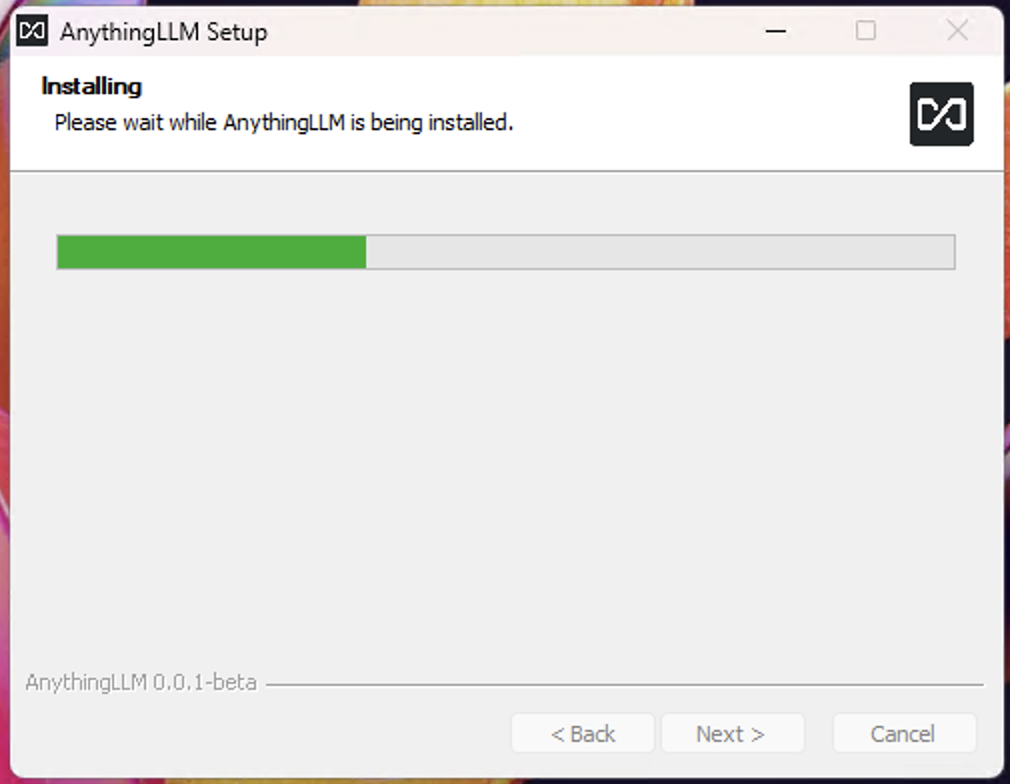 AnythingLLM Setup
Installing
Please wait while AnythingLLM is being installed.
AnythingLLM 0.0.1-beta
< Back
Next >
Cancel